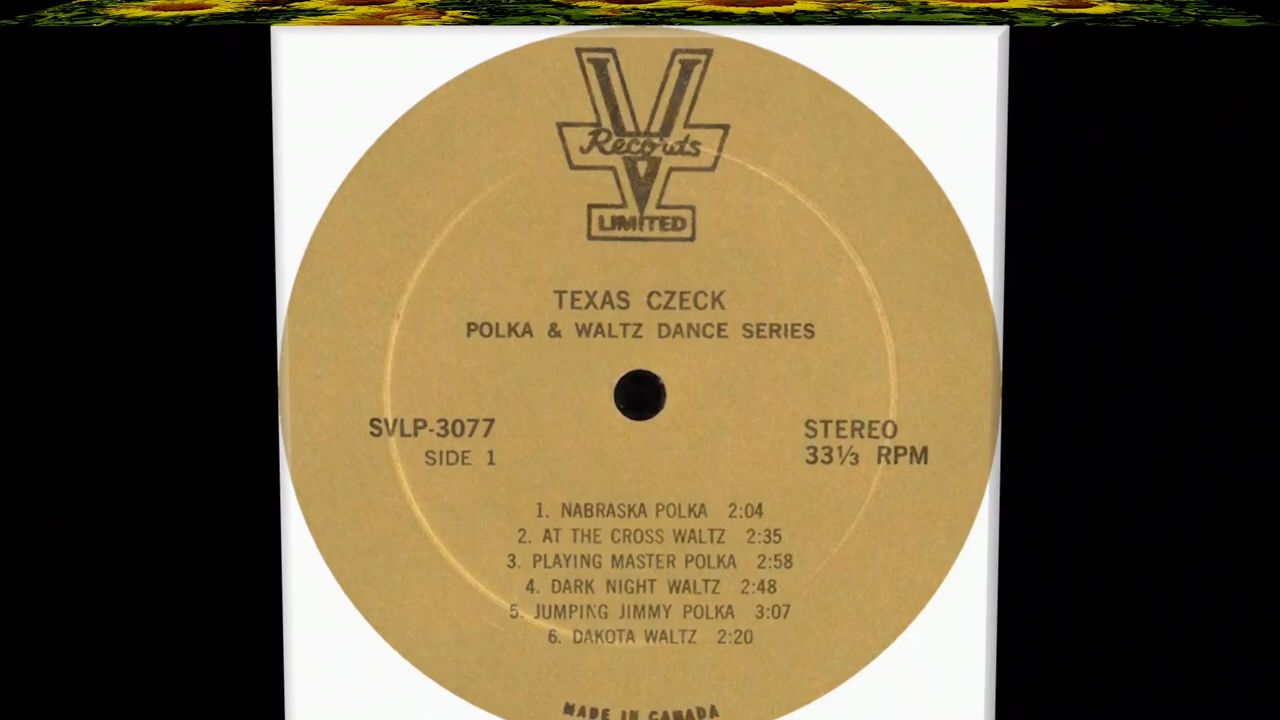 V
Records
LIMITED
TEXAS CZECK
POLKA & WALTZ DANCE SERIES
SVLP-3077
SIDE 1
STEREO
33⅓ RPM
1. NABRASKA POLKA 2:04
2. AT THE CROSS WALTZ 2:35
3. PLAYING MASTER POLKA 2:58
4. DARK NIGHT WALTZ 2:48
5. JUMPING JIMMY POLKA 3:07
6. DAKOTA WALTZ 2:20
MADE IN CANADA